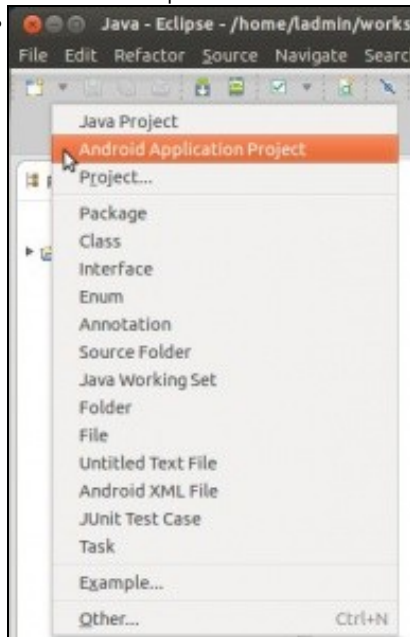 Java - Eclipse - /home/ladmin/works
File Edit Refactor Source Navigate Searc
Java Project
Android Application Project
Project...
Package
Class
Interface
Enum
Annotation
Source Folder
Java Working Set
Folder
File
Untitled Text File
Android XML File
JUnit Test Case
Task
Example...
Other... Ctrl+N